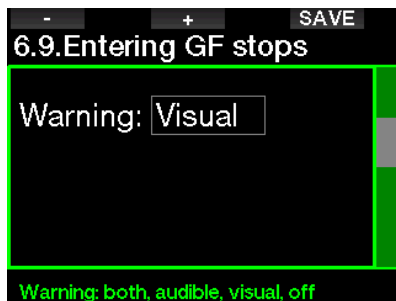 - + SAVE
6.9.Entering GF stops
Warning: Visual
Warning: both, audible, visual, off